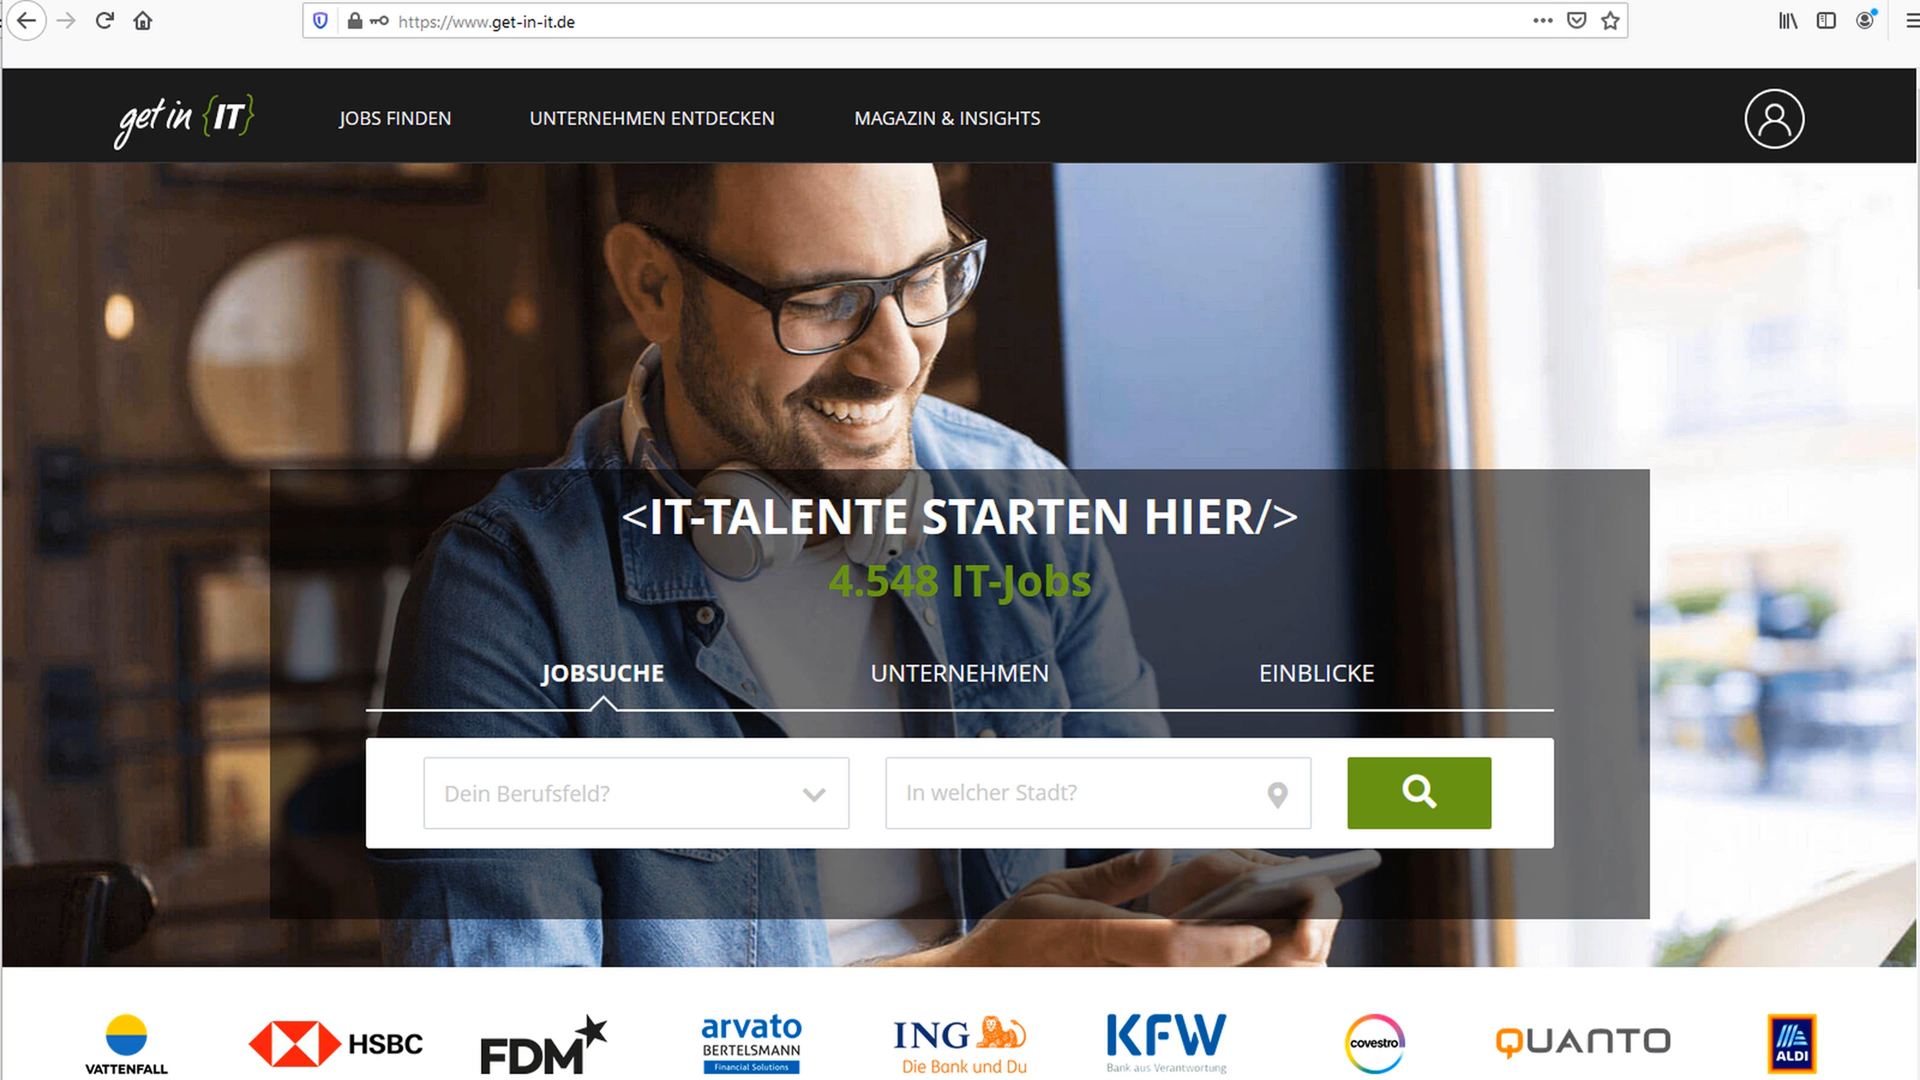 https://www.get-in-it.de
get in {IT}
JOBS FINDEN
UNTERNEHMEN ENTDECKEN
MAGAZIN & INSIGHTS
<IT-TALENTE STARTEN HIER/>
4.548 IT-Jobs
JOBSUCHE
UNTERNEHMEN
EINBLICKE
Dein Berufsfeld?
In welcher Stadt?
VATTENFALL
HSBC
FDM
arvato
BERTELSMANN
Financial Solutions
ING
Die Bank und Du
KFW
Bank aus Verantwortung
covestro
QUANTO
ALDI